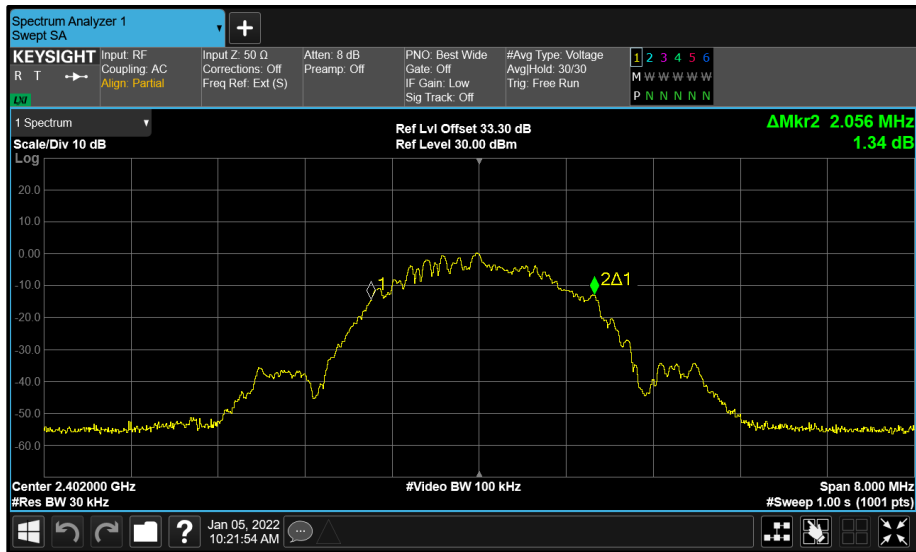 Spectrum Analyzer 1
Swept SA
+
KEYSIGHT Input: RF Input Z: 50 Ω Atten: 8 dB PNO: Best Wide #Avg Type: Voltage 1 2 3 4 5 6
R T Coupling: AC Corrections: Off Preamp: Off Gate: Off Avg|Hold: 30/30 M W W W W W
Align: Partial Freq Ref: Ext (S) IF Gain: Low Trig: Free Run
LXI Sig Track: Off P N N N N N
1 Spectrum Ref Lvl Offset 33.30 dB ΔMkr2 2.056 MHz
Scale/Div 10 dB Ref Level 30.00 dBm 1.34 dB
Log
20.0
10.0
0.00
1 2Δ1
-10.0
-20.0
-30.0
-40.0
-50.0
-60.0
Center 2.402000 GHz #Video BW 100 kHz Span 8.000 MHz
#Res BW 30 kHz #Sweep 1.00 s (1001 pts)
? Jan 05, 2022
10:21:54 AM